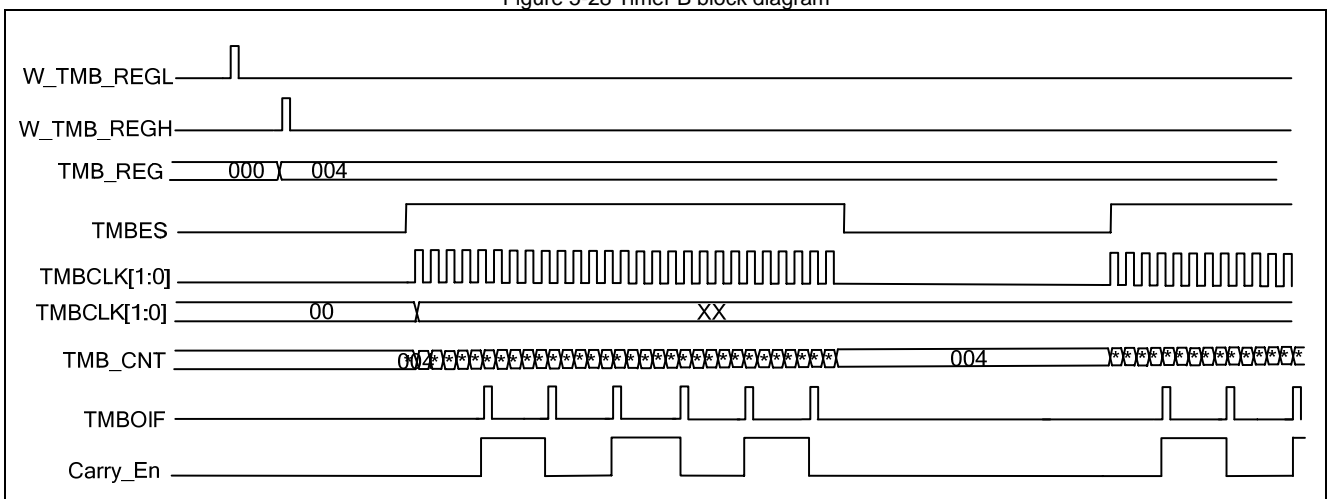 Figure 5-28 Timer B block diagram
W_TMB_REGL
W_TMB_REGH
TMB_REG 000 004
TMBES
TMBCLK[1:0]
TMBCLK[1:0] 00 XX
TMB_CNT 004 ************************** 004 **************
TMBOIF
Carry_En